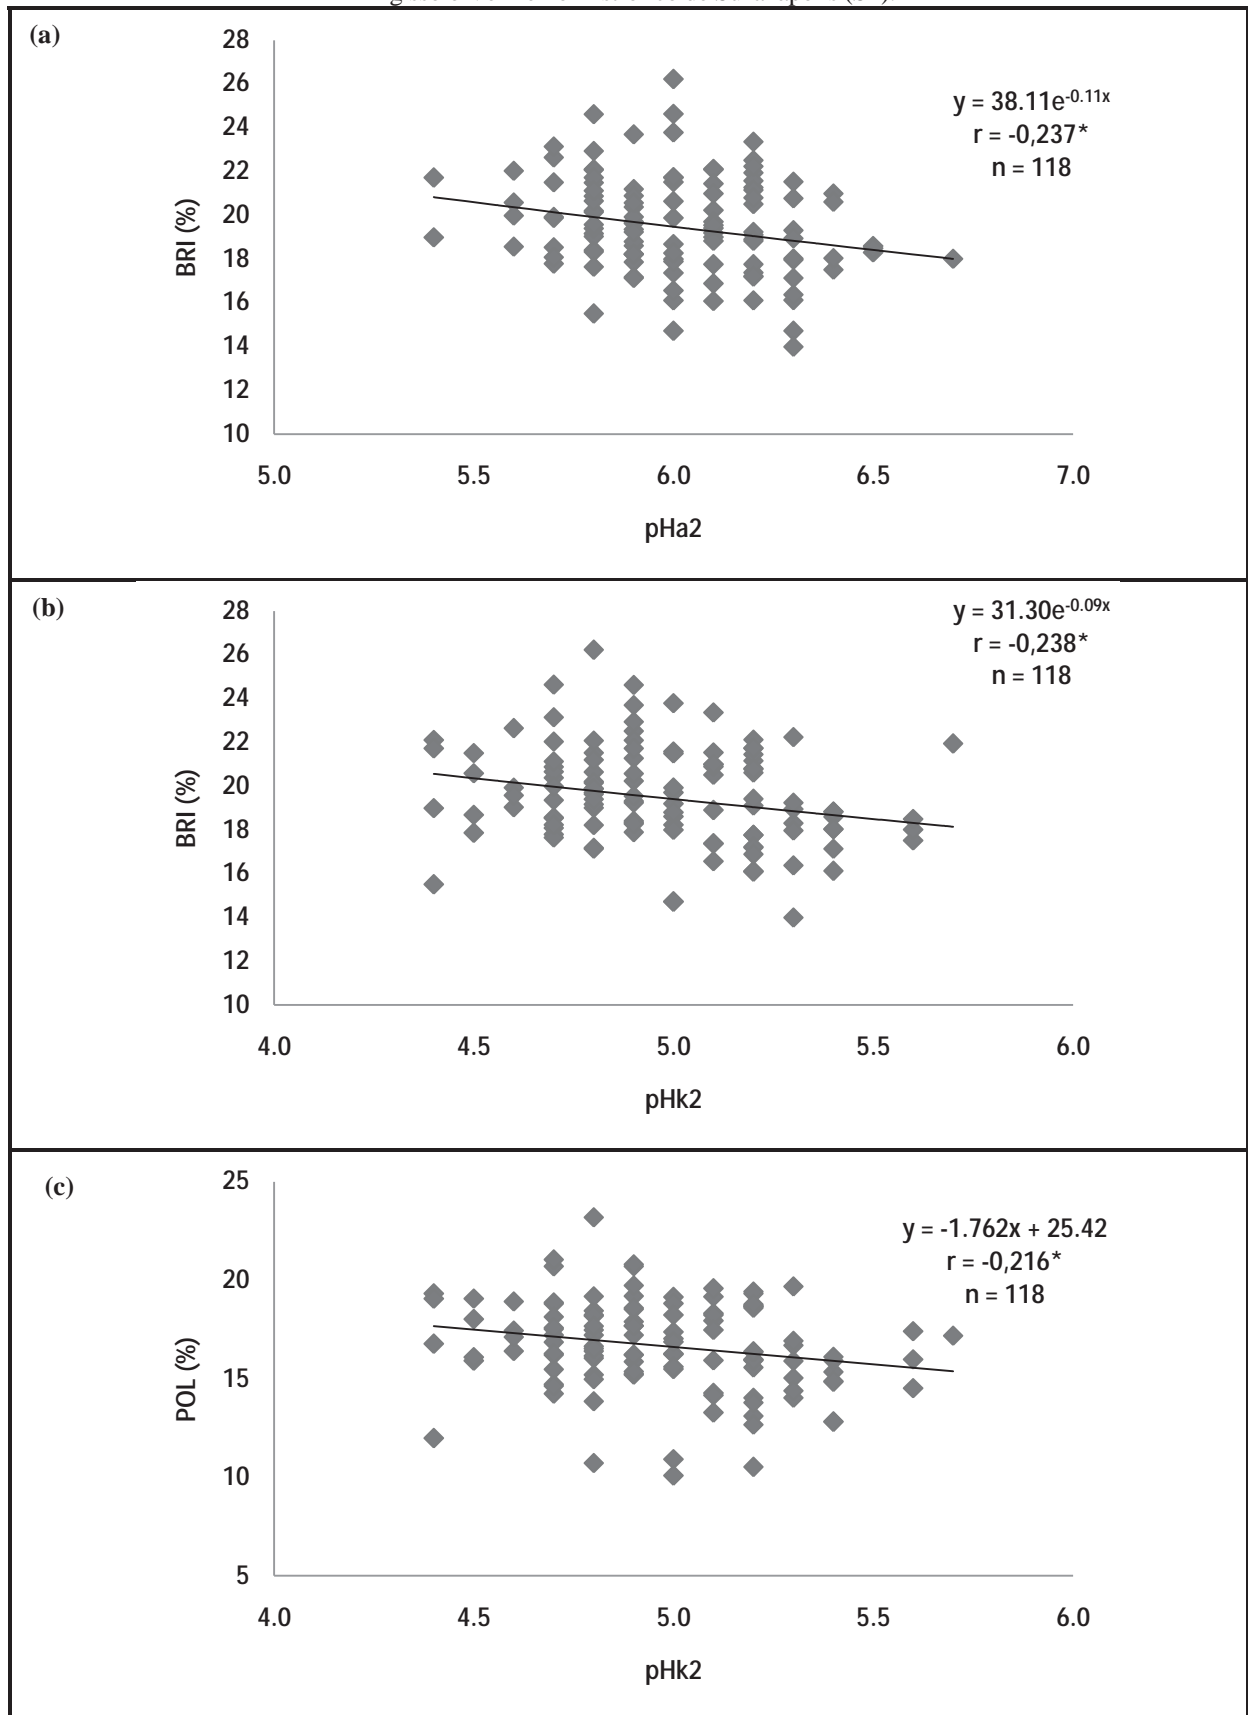 (a)
28
26
24
22
20
18
16
14
12
10
BRI (%)
y = 38.11e-0.11x
r = -0,237*
n = 118
5.0 5.5 6.0 6.5 7.0
pHa2
(b)
28
26
24
22
20
18
16
14
12
10
BRI (%)
y = 31.30e-0.09x
r = -0,238*
n = 118
4.0 4.5 5.0 5.5 6.0
pHk2
(c)
25
20
15
10
5
POL (%)
y = -1.762x + 25.42
r = -0,216*
n = 118
4.0 4.5 5.0 5.5 6.0
pHk2